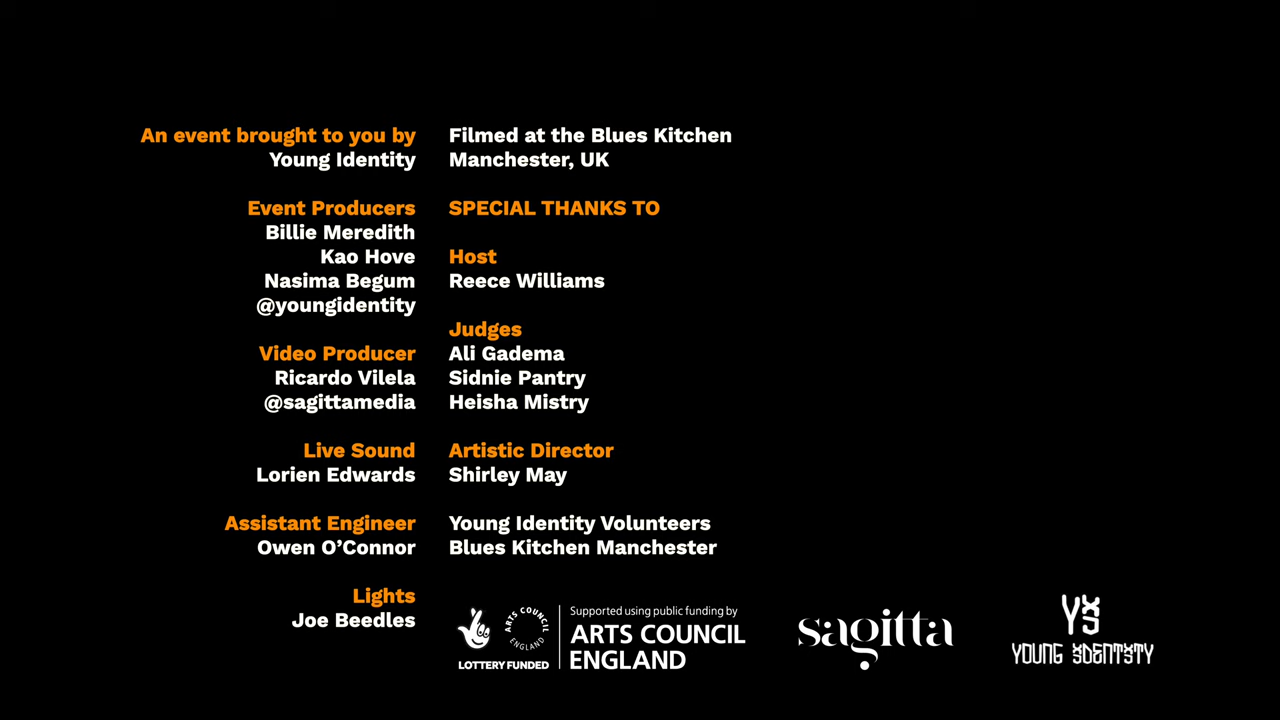 An event brought to you by
Young Identity
Event Producers
Billie Meredith
Kao Hove
Nasima Begum
@youngidentity
Video Producer
Ricardo Vilela
@sagittamedia
Live Sound
Lorien Edwards
Assistant Engineer
Owen O’Connor
Lights
Joe Beedles
Filmed at the Blues Kitchen
Manchester, UK
SPECIAL THANKS TO
Host
Reece Williams
Judges
Ali Gadema
Sidnie Pantry
Heisha Mistry
Artistic Director
Shirley May
Young Identity Volunteers
Blues Kitchen Manchester
ARTS COUNCIL ENGLAND
LOTTERY FUNDED
Supported using public funding by
ARTS COUNCIL
ENGLAND
sagitta
YI
YOUNG IDENTITY